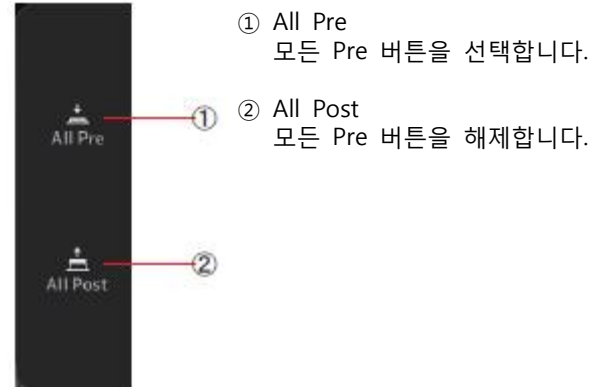 ① All Pre
모든 Pre 버튼을 선택합니다.
② All Post
모든 Pre 버튼을 해제합니다.
All Pre
①
All Post
②